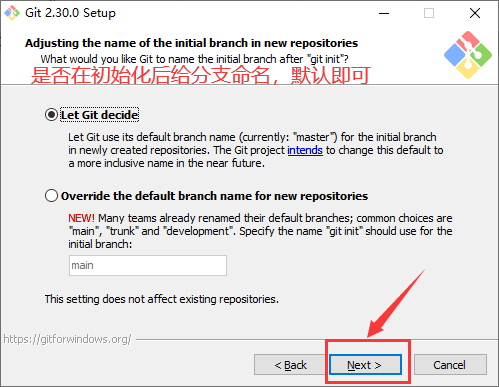 Git 2.30.0 Setup
Adjusting the name of the initial branch in new repositories
What would you like Git to name the initial branch after "git init"?
是否在初始化后给分支命名，默认即可
Let Git decide
Let Git use its default branch name (currently: "master") for the initial branch
in newly created repositories. The Git project intends to change this default to
a more inclusive name in the near future.
Override the default branch name for new repositories
NEW! Many teams already renamed their default branches; common choices are
"main", "trunk" and "development". Specify the name "git init" should use for the
initial branch:
main
This setting does not affect existing repositories.
https://gitforwindows.org/
< Back
Next >
Cancel